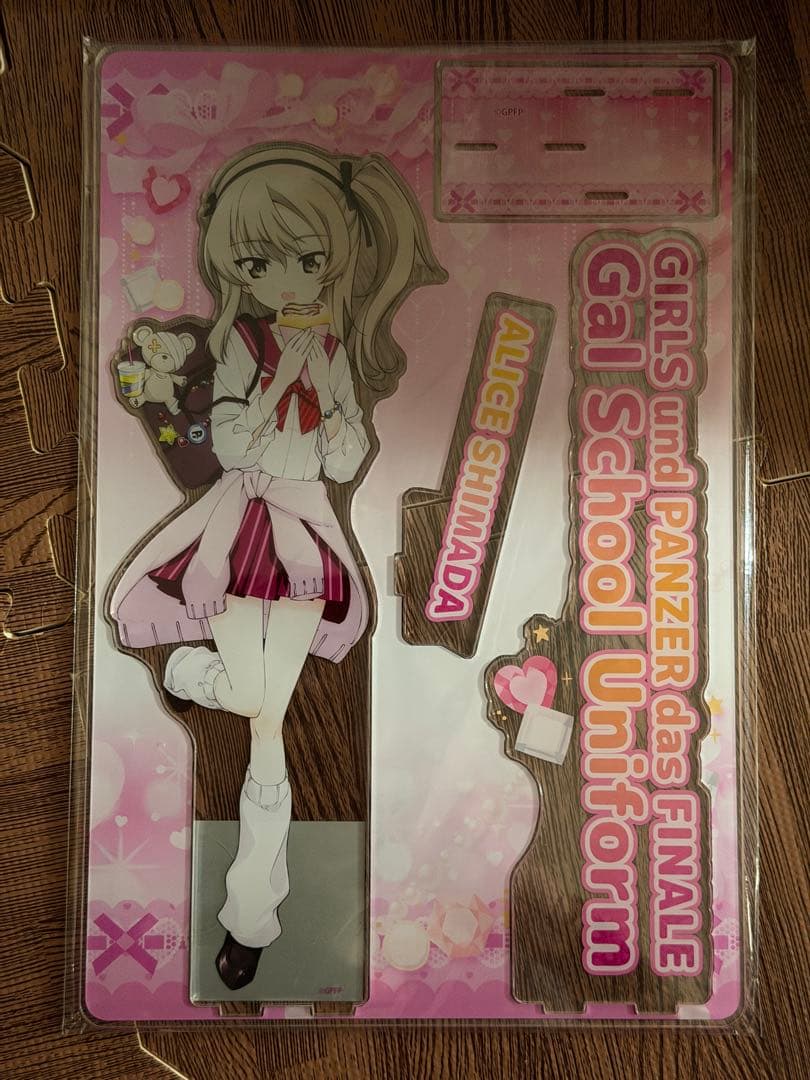 ©GPFP
GIRLS und PANZER das FINALE
Gal School Uniform
ALICE SHIMADA
©GPFP